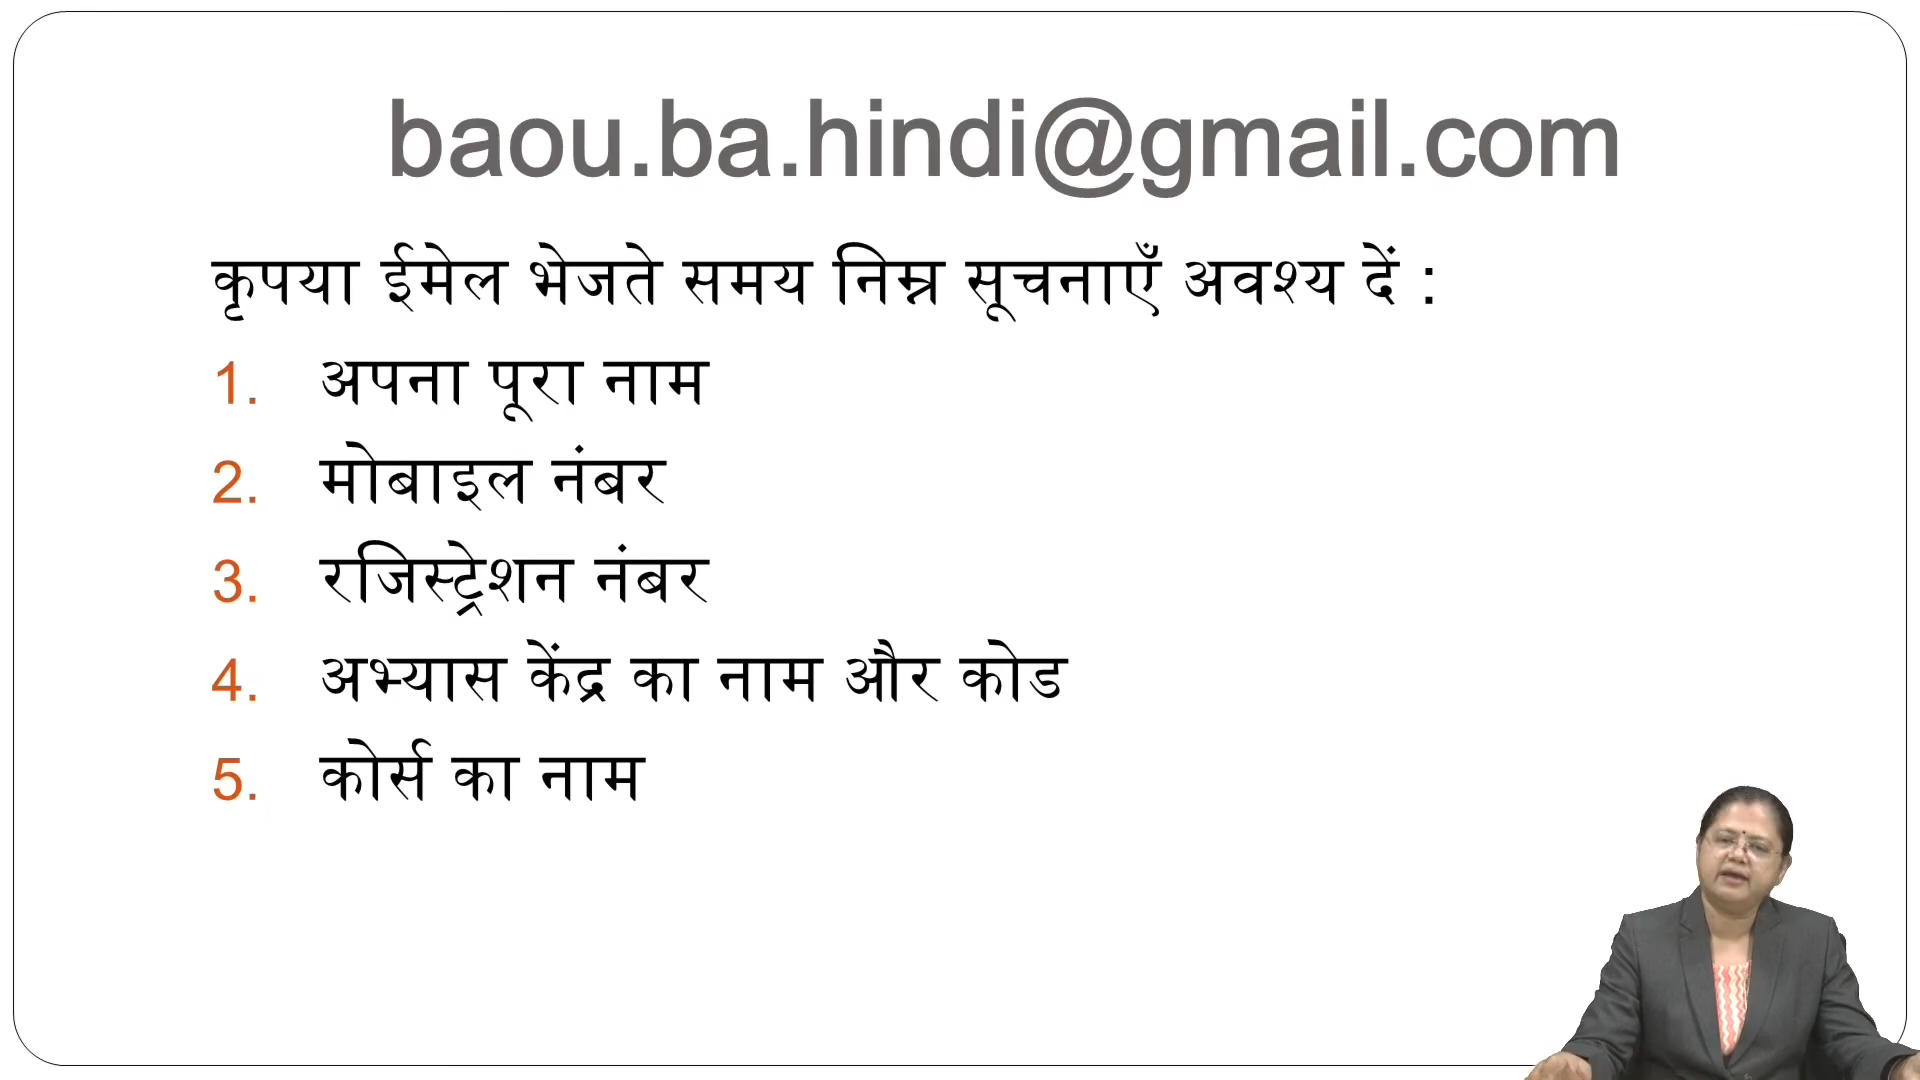 baou.ba.hindi@gmail.com
कृपया ईमेल भेजते समय निम्न सूचनाएँ अवश्य दें :
1. अपना पूरा नाम
2. मोबाइल नंबर
3. रजिस्ट्रेशन नंबर
4. अभ्यास केंद्र का नाम और कोड
5. कोर्स का नाम